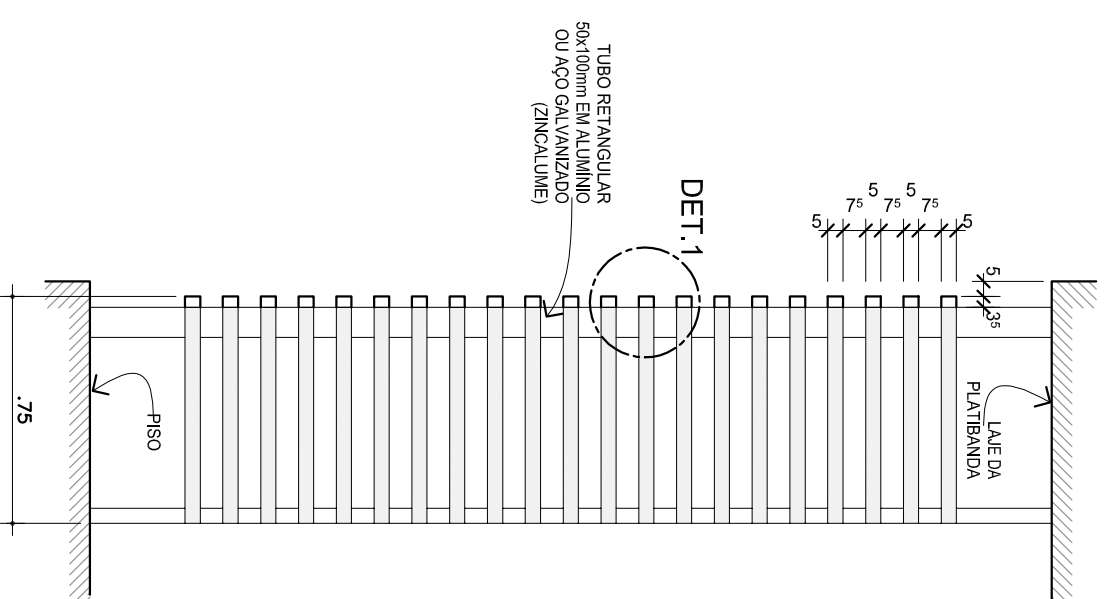 TUBO RETANGULAR
50x100mm EM ALUMÍNIO
OU AÇO GALVANIZADO
(ZINCALUME)
DET.1
5
7⁵
5
7⁵
5
7⁵
5
5
3⁵
LAJE DA
PLATIBANDA
PISO
.75